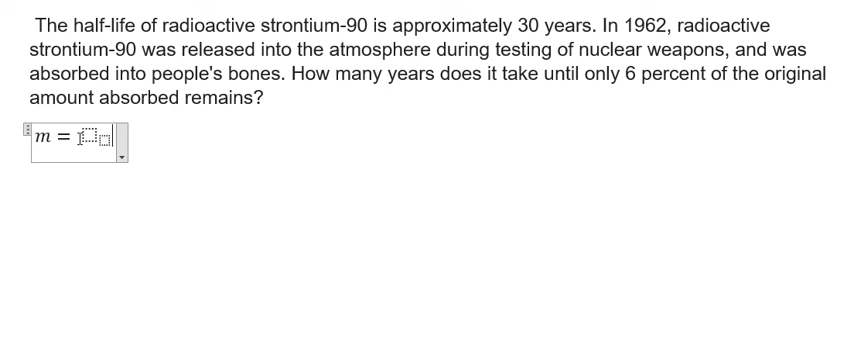 The half-life of radioactive strontium-90 is approximately 30 years. In 1962, radioactive
strontium-90 was released into the atmosphere during testing of nuclear weapons, and was
absorbed into people's bones. How many years does it take until only 6 percent of the original
amount absorbed remains?
m =